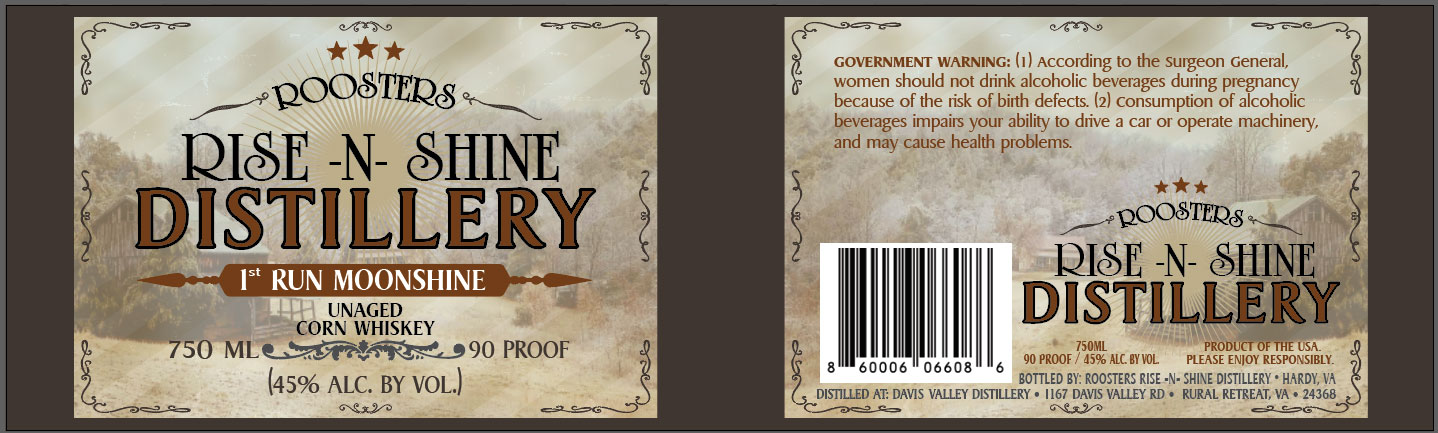 ROOSTERS
RISE -N- SHINE
DISTILLERY
1st RUN MOONSHINE
UNAGED
CORN WHISKEY
750 ML 90 PROOF
(45% ALC. BY VOL.)
GOVERNMENT WARNING: (1) According to the Surgeon General,
women should not drink alcoholic beverages during pregnancy
because of the risk of birth defects. (2) Consumption of alcoholic
beverages impairs your ability to drive a car or operate machinery,
and may cause health problems.
ROOSTERS
RISE -N- SHINE
DISTILLERY
8 60006 06608 6
750ML
90 PROOF / 45% ALC. BY VOL.
PRODUCT OF THE USA.
PLEASE ENJOY RESPONSIBLY.
BOTTLED BY: ROOSTERS RISE -N- SHINE DISTILLERY • HARDY, VA
DISTILLED AT: DAVIS VALLEY DISTILLERY • 1167 DAVIS VALLEY RD • RURAL RETREAT, VA • 24368